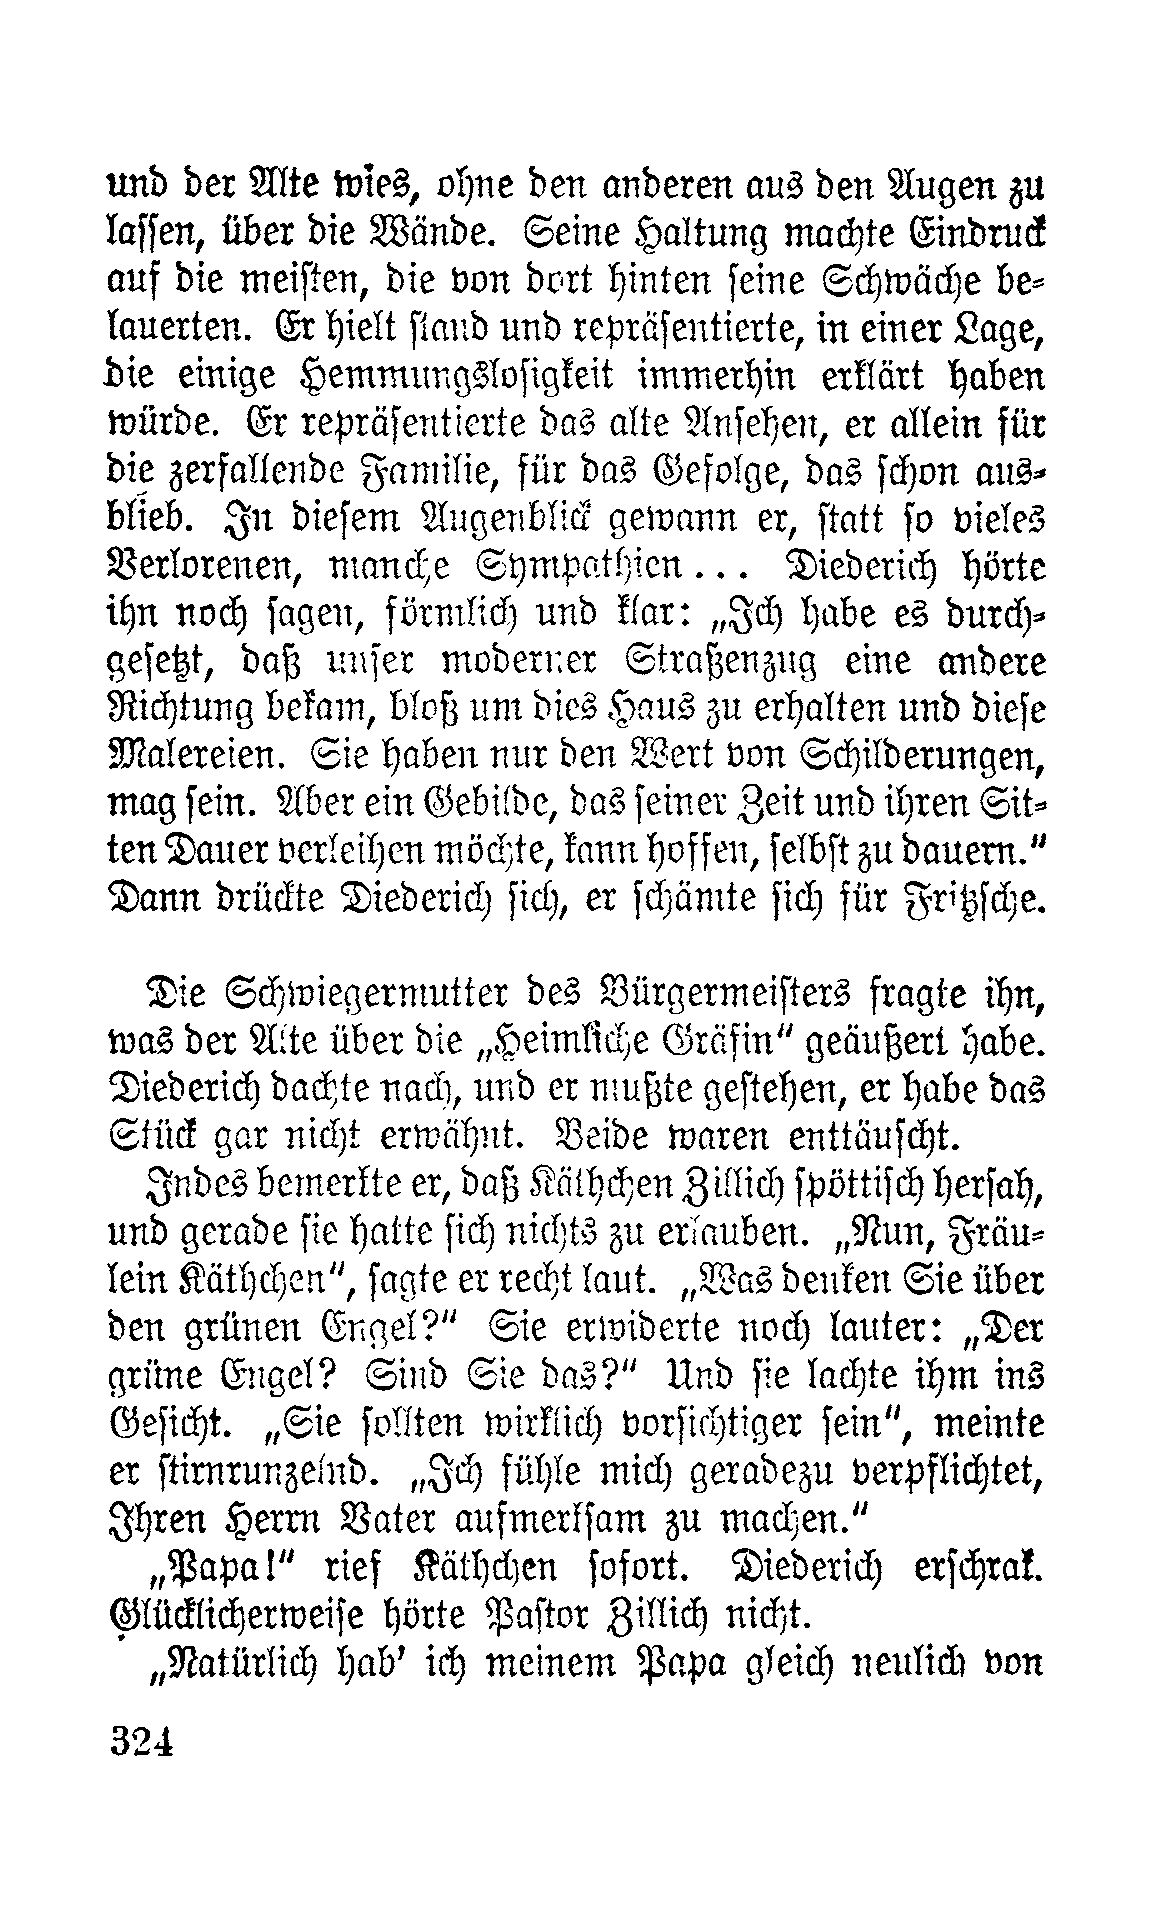 und der Alte wies, ohne den anderen aus den Augen zu
lassen, über die Wände. Seine Haltung machte Eindruck
auf die meisten, die von dort hinten seine Schwäche be-
lauerten. Er hielt stand und repräsentierte, in einer Lage,
die einige Hemmungslosigkeit immerhin erklärt haben
würde. Er repräsentierte das alte Ansehen, er allein für
die zerfallende Familie, für das Gefolge, das schon aus-
blieb. In diesem Augenblick gewann er, statt so vieles
Verlorenen, manche Sympathien... Diederich hörte
ihn noch sagen, förmlich und klar: „Ich habe es durch-
gesetzt, daß unser moderner Straßenzug eine andere
Richtung bekam, bloß um dies Haus zu erhalten und diese
Malereien. Sie haben nur den Wert von Schilderungen,
mag sein. Aber ein Gebilde, das seiner Zeit und ihren Sit-
ten Dauer verleihen möchte, kann hoffen, selbst zu dauern."
Dann drückte Diederich sich, er schämte sich für Fritzsche.
Die Schwiegermutter des Bürgermeisters fragte ihn,
was der Alte über die „Heimliche Gräfin" geäußert habe.
Diederich dachte nach, und er mußte gestehen, er habe das
Stück gar nicht erwähnt. Beide waren enttäuscht.
Indes bemerkte er, daß Käthchen Zillich spöttisch hersah,
und gerade sie hatte sich nichts zu erlauben. „Nun, Fräu-
lein Käthchen", sagte er recht laut. „Was denken Sie über
den grünen Engel?" Sie erwiderte noch lauter: „Der
grüne Engel? Sind Sie das?" Und sie lachte ihm ins
Gesicht. „Sie sollten wirklich vorsichtiger sein", meinte
er stirnrunzelnd. „Ich fühle mich geradezu verpflichtet,
Ihren Herrn Vater aufmerksam zu machen."
„Papa!" rief Käthchen sofort. Diederich erschrak.
Glücklicherweise hörte Pastor Zillich nicht.
„Natürlich hab' ich meinem Papa gleich neulich von
324